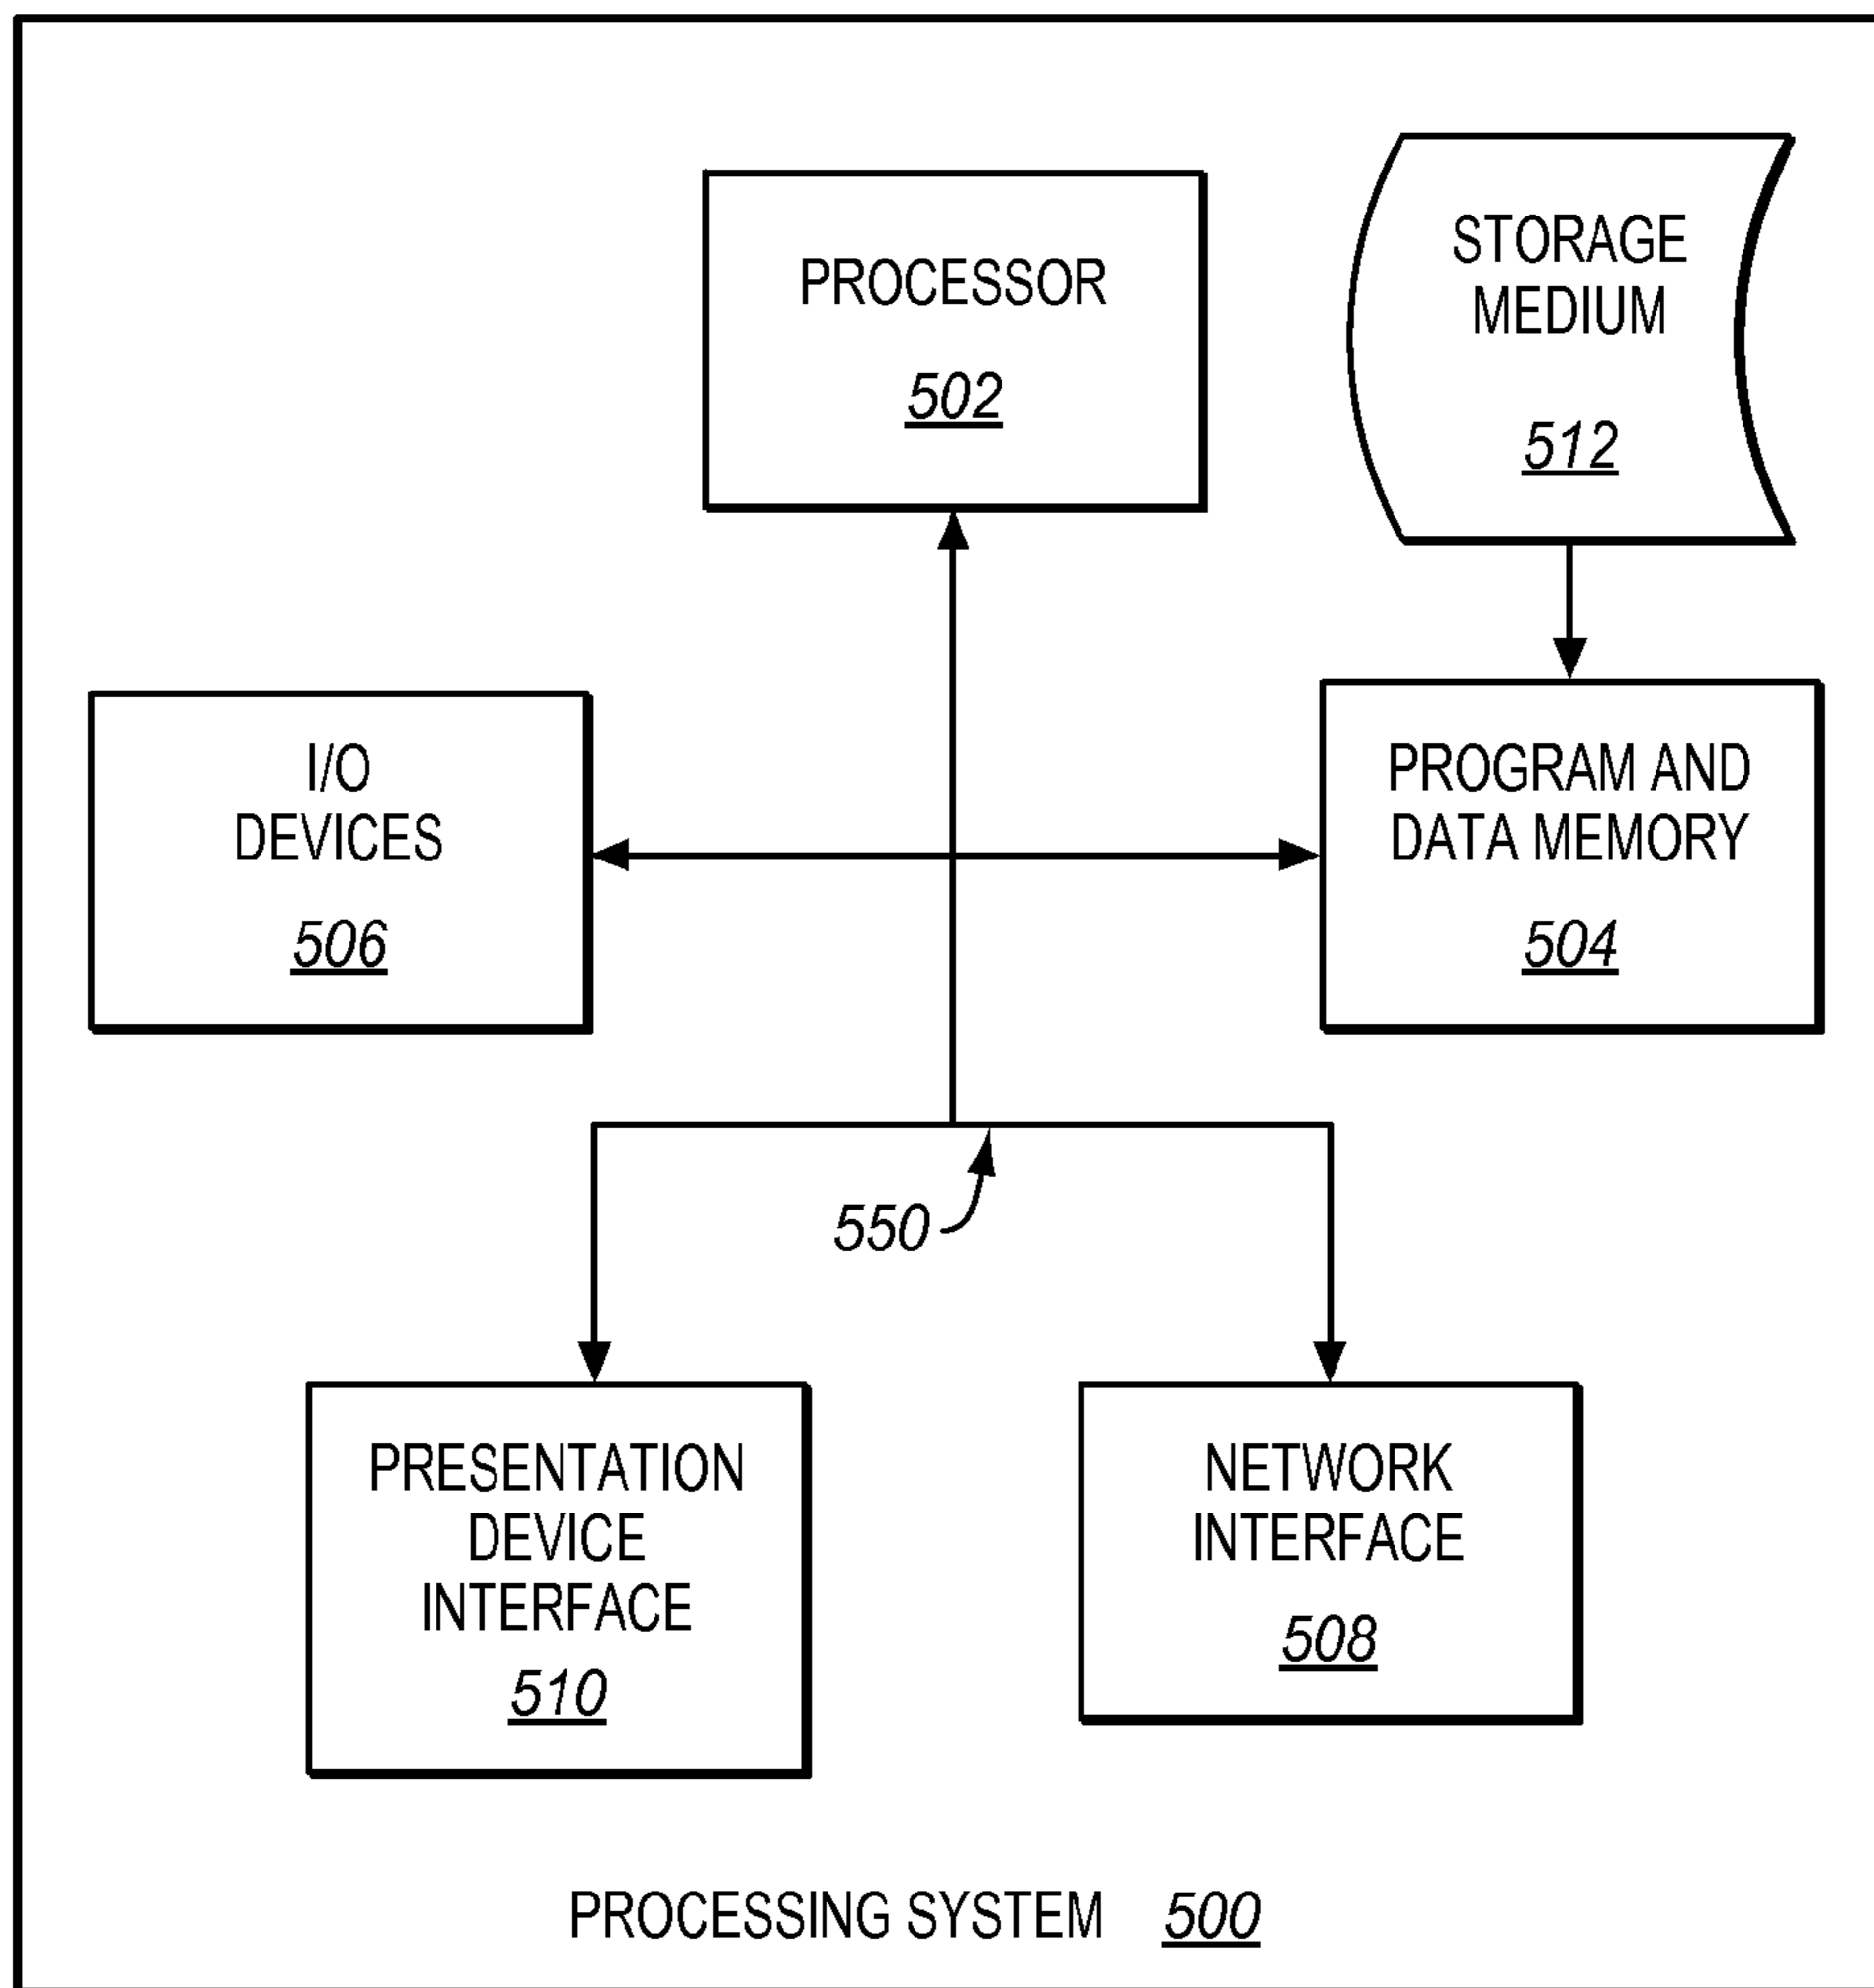 PROCESSOR
502
STORAGE
MEDIUM
512
I/O
DEVICES
506
PROGRAM AND
DATA MEMORY
504
550
PRESENTATION
DEVICE
INTERFACE
510
NETWORK
INTERFACE
508
PROCESSING SYSTEM 500